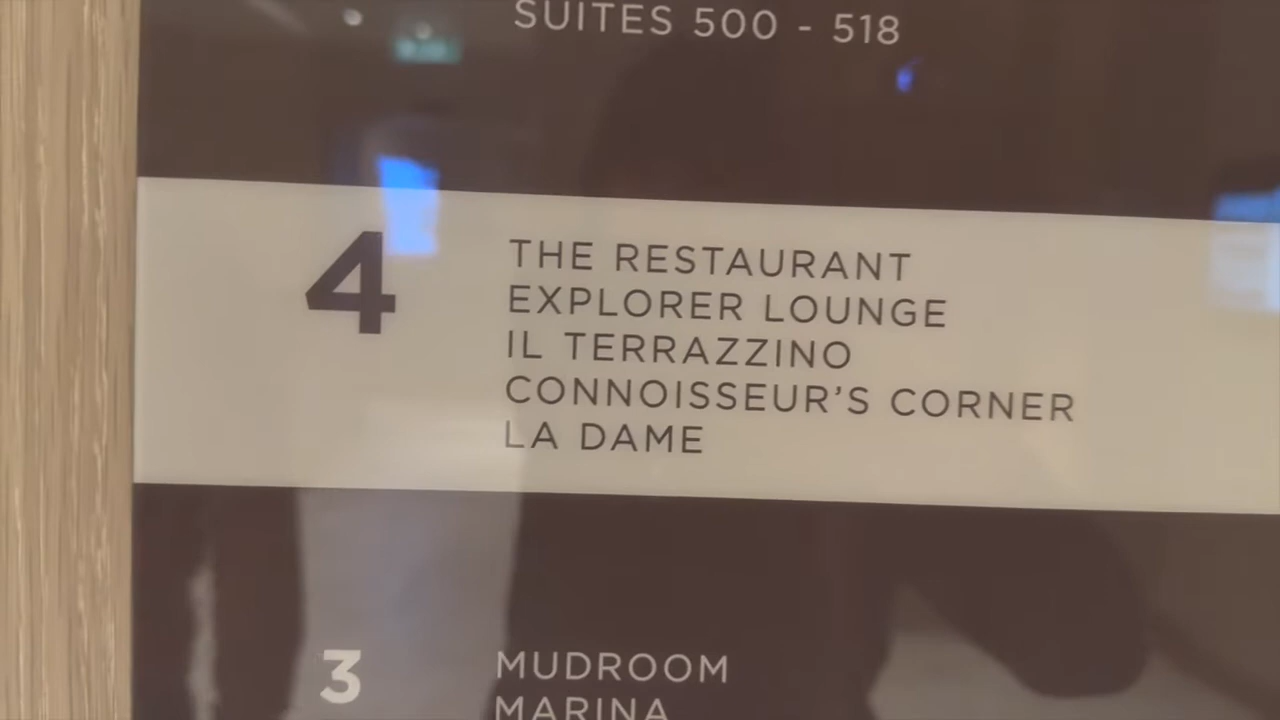 SUITES 500 - 518
4
THE RESTAURANT
EXPLORER LOUNGE
IL TERRAZZINO
CONNOISSEUR'S CORNER
LA DAME
3
MUDROOM
MARINA